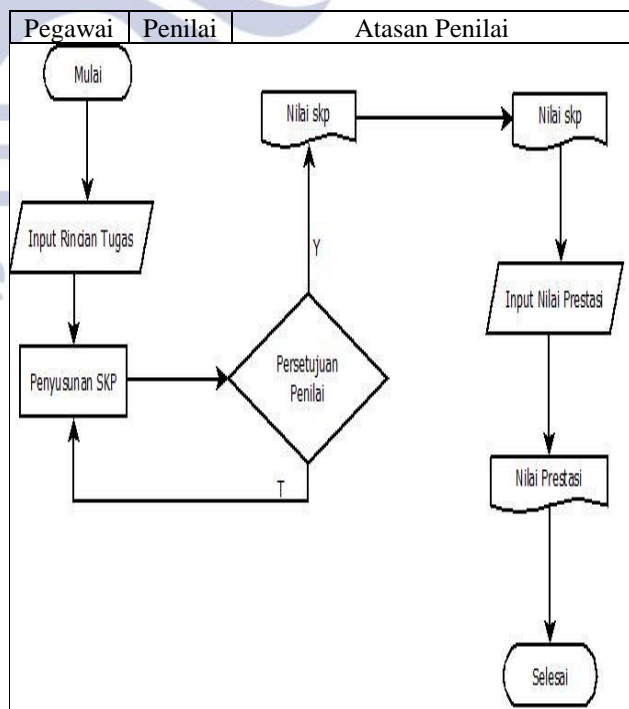 Pegawai Penilai Atasan Penilai
Mulai
Nilai skp
Nilai skp
Input Rincian Tugas
Y
Input Nilai Prestasi
Persetujuan
Penilai
Penyusunan SKP
T
Nilai Prestasi
Selesai